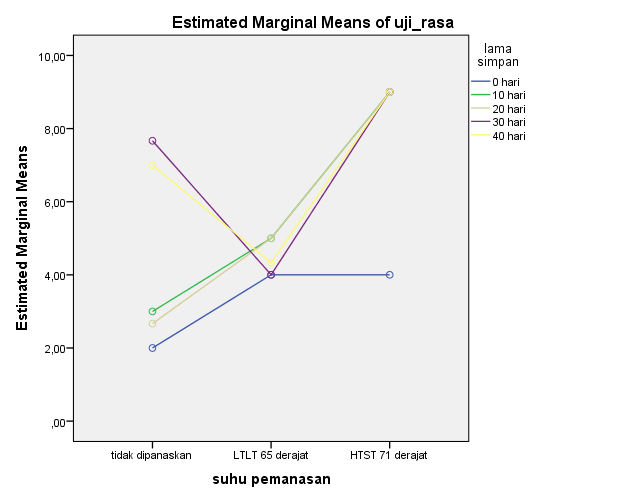 Estimated Marginal Means of uji_rasa
lama
simpan
0 hari
10 hari
20 hari
30 hari
40 hari
Estimated Marginal Means
10,00
8,00
6,00
4,00
2,00
,00
tidak dipanaskan
LTLT 65 derajat
HTST 71 derajat
suhu pemanasan